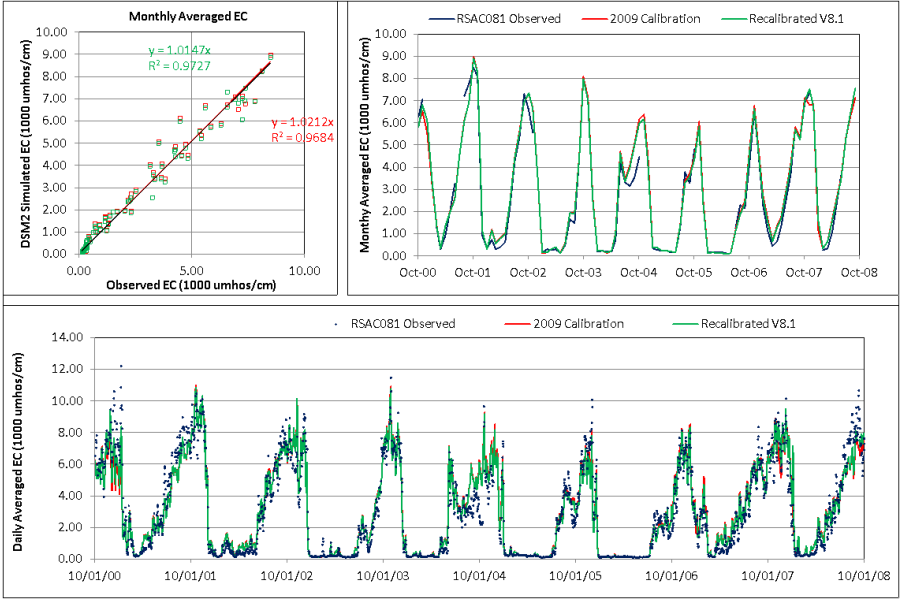 Monthly Averaged EC
y = 1.0147x
R² = 0.9727
y = 1.0212x
R² = 0.9684
DSM2 Simulated EC (1000 umhos/cm)
10.00
9.00
8.00
7.00
6.00
5.00
4.00
3.00
2.00
1.00
0.00
0.00 5.00 10.00
Observed EC (1000 umhos/cm)
RSAC081 Observed 2009 Calibration Recalibrated V8.1
Monthy Averaged EC (1000 umhos/cm)
10.00
9.00
8.00
7.00
6.00
5.00
4.00
3.00
2.00
1.00
0.00
Oct-00 Oct-01 Oct-02 Oct-03 Oct-04 Oct-05 Oct-06 Oct-07 Oct-08
RSAC081 Observed 2009 Calibration Recalibrated V8.1
Daily Averaged EC (1000 umhos/cm)
14.00
12.00
10.00
8.00
6.00
4.00
2.00
0.00
10/01/00 10/01/01 10/01/02 10/01/03 10/01/04 10/01/05 10/01/06 10/01/07 10/01/08